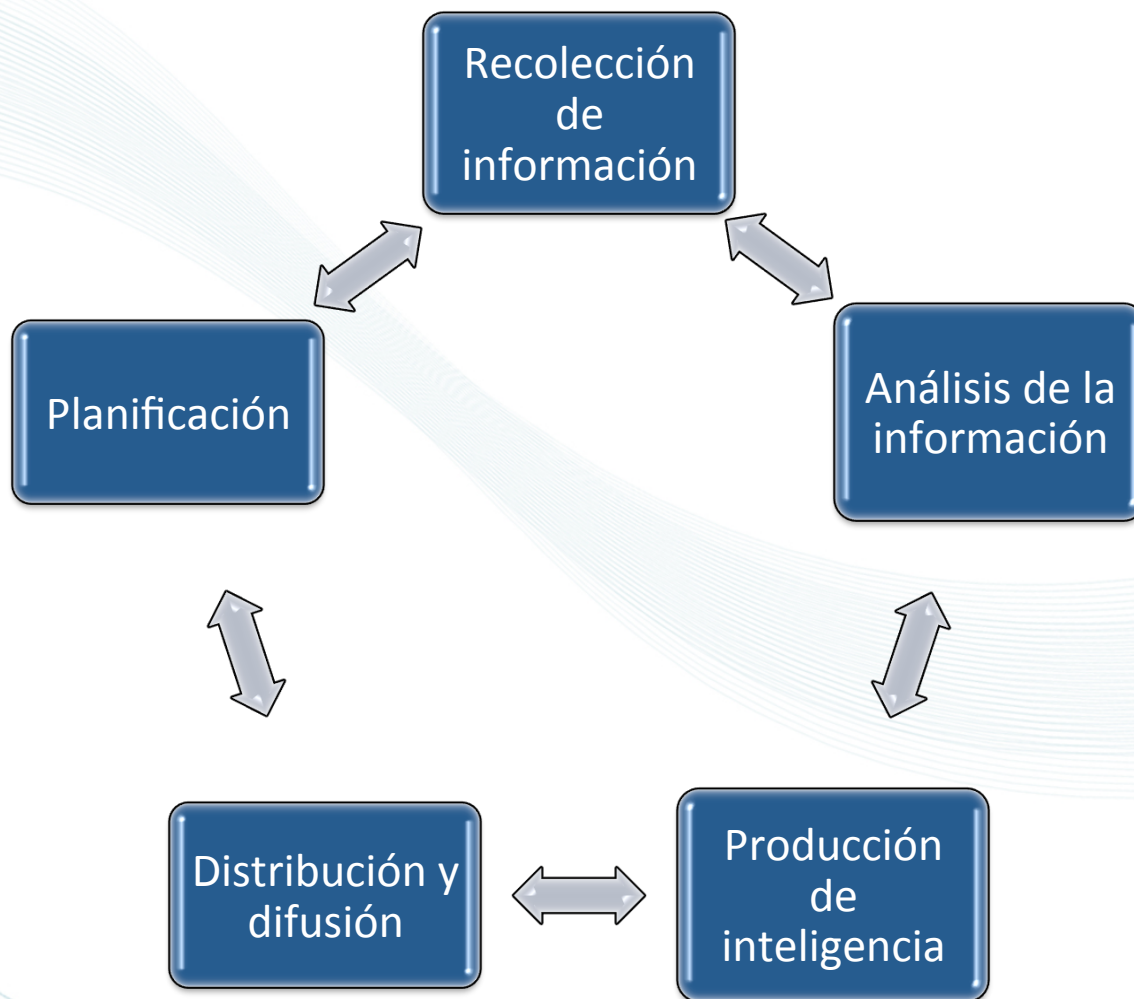 Recolección
de
información
Planificación
Análisis de la
información
Distribución y
difusión
Producción
de
inteligencia